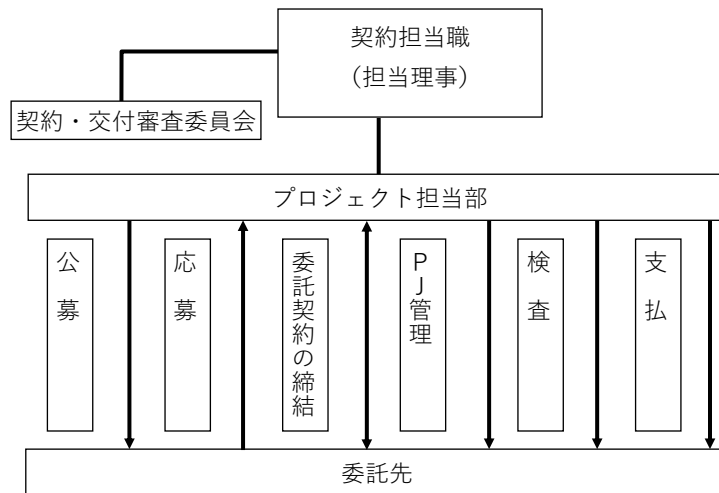 契約担当職
（担当理事）
契約・交付審査委員会
プロジェクト担当部
公募
応募
委託契約の締結
ＰＪ管理
検査
支払
委託先